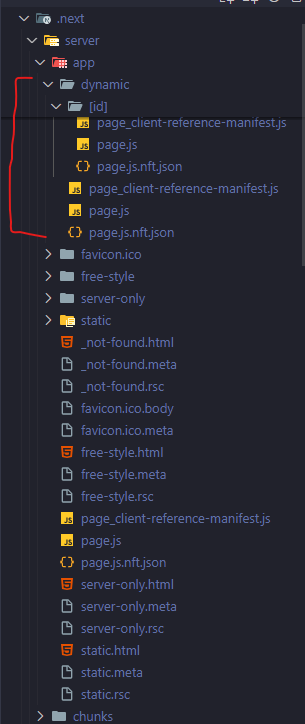 .next
server
app
dynamic
[id]
page_client-reference-manifest.js
page.js
page.js.nft.json
page_client-reference-manifest.js
page.js
page.js.nft.json
favicon.ico
free-style
server-only
static
_not-found.html
_not-found.meta
_not-found.rsc
favicon.ico.body
favicon.ico.meta
free-style.html
free-style.meta
free-style.rsc
page_client-reference-manifest.js
page.js
page.js.nft.json
server-only.html
server-only.meta
server-only.rsc
static.html
static.meta
static.rsc
chunks